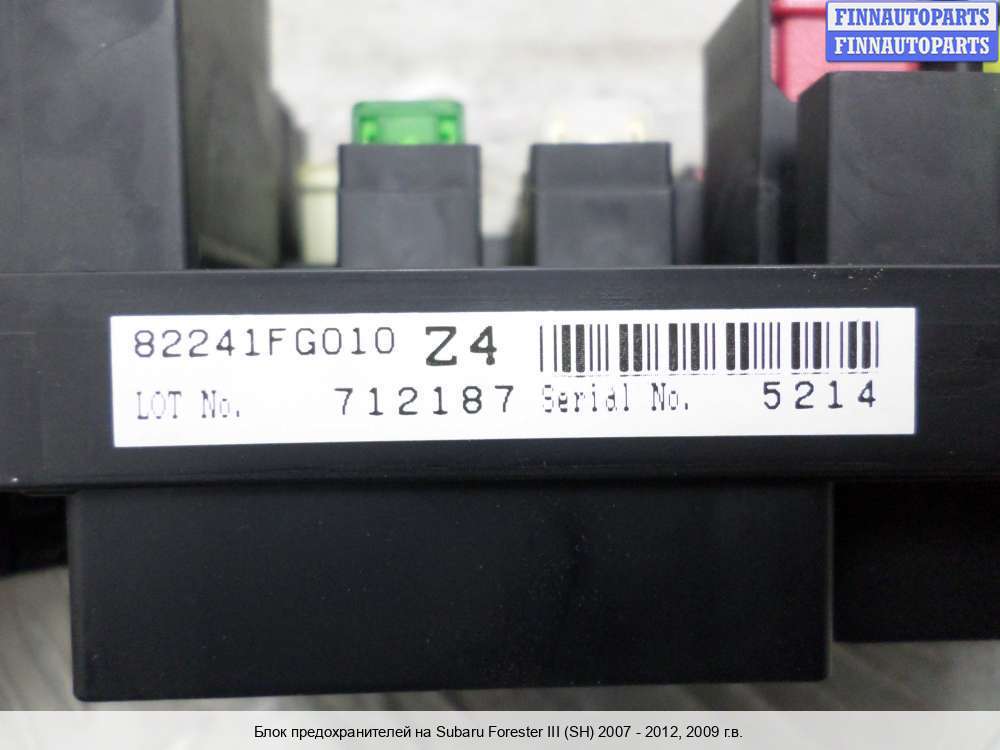 FINNAUTOPARTS
FINNAUTOPARTS
82241FG010 Z4
LOT No. 712187 Serial No. 5214
Блок предохранителей на Subaru Forester III (SH) 2007 - 2012, 2009 г.в.